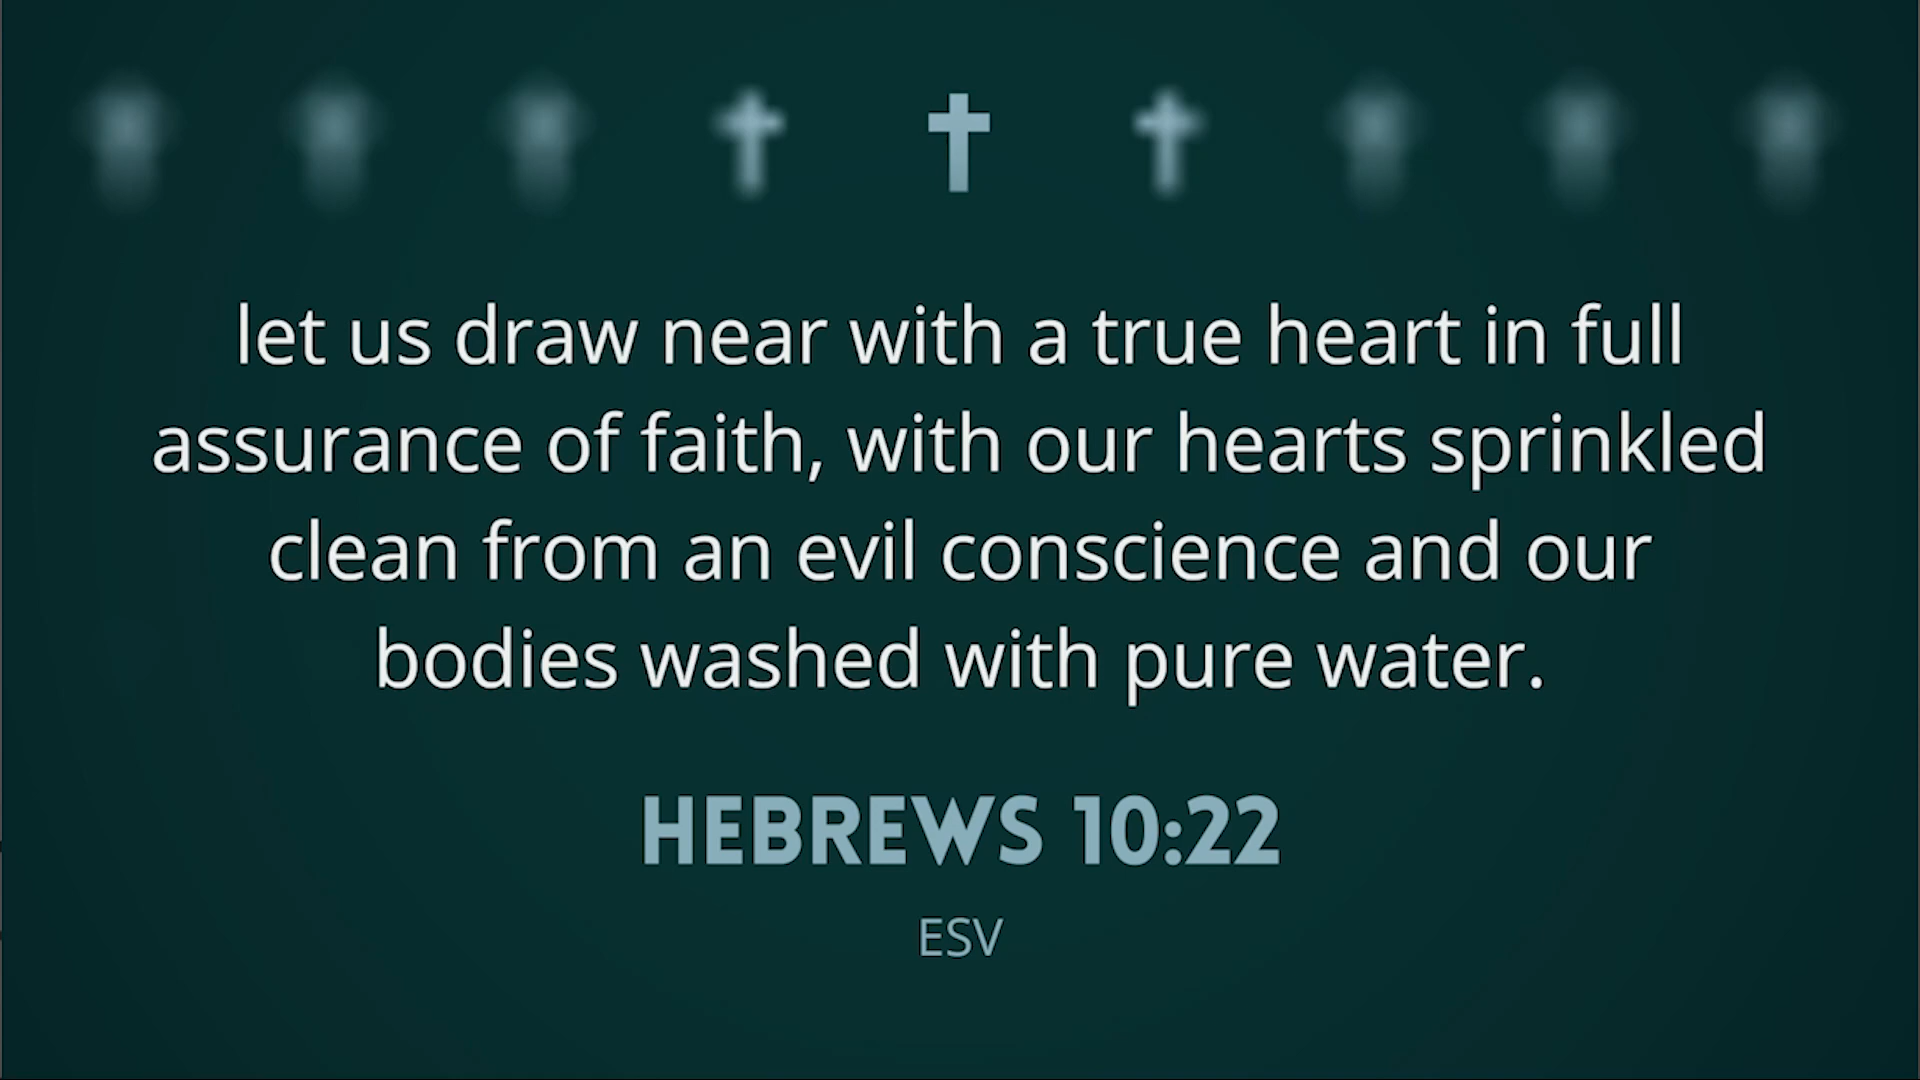 let us draw near with a true heart in full
assurance of faith, with our hearts sprinkled
clean from an evil conscience and our
bodies washed with pure water.
HEBREWS 10:22
ESV